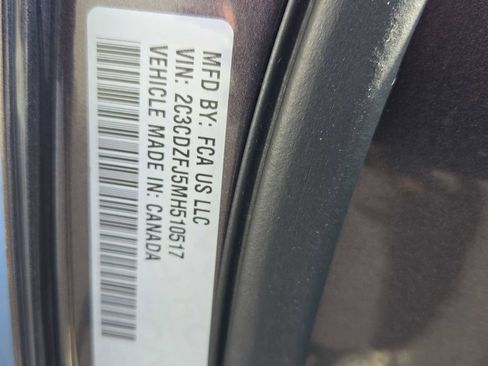 MFD BY: FCA US LLC
VIN: 2C3CDZFJ5MH510517
VEHICLE MADE IN: CANADA